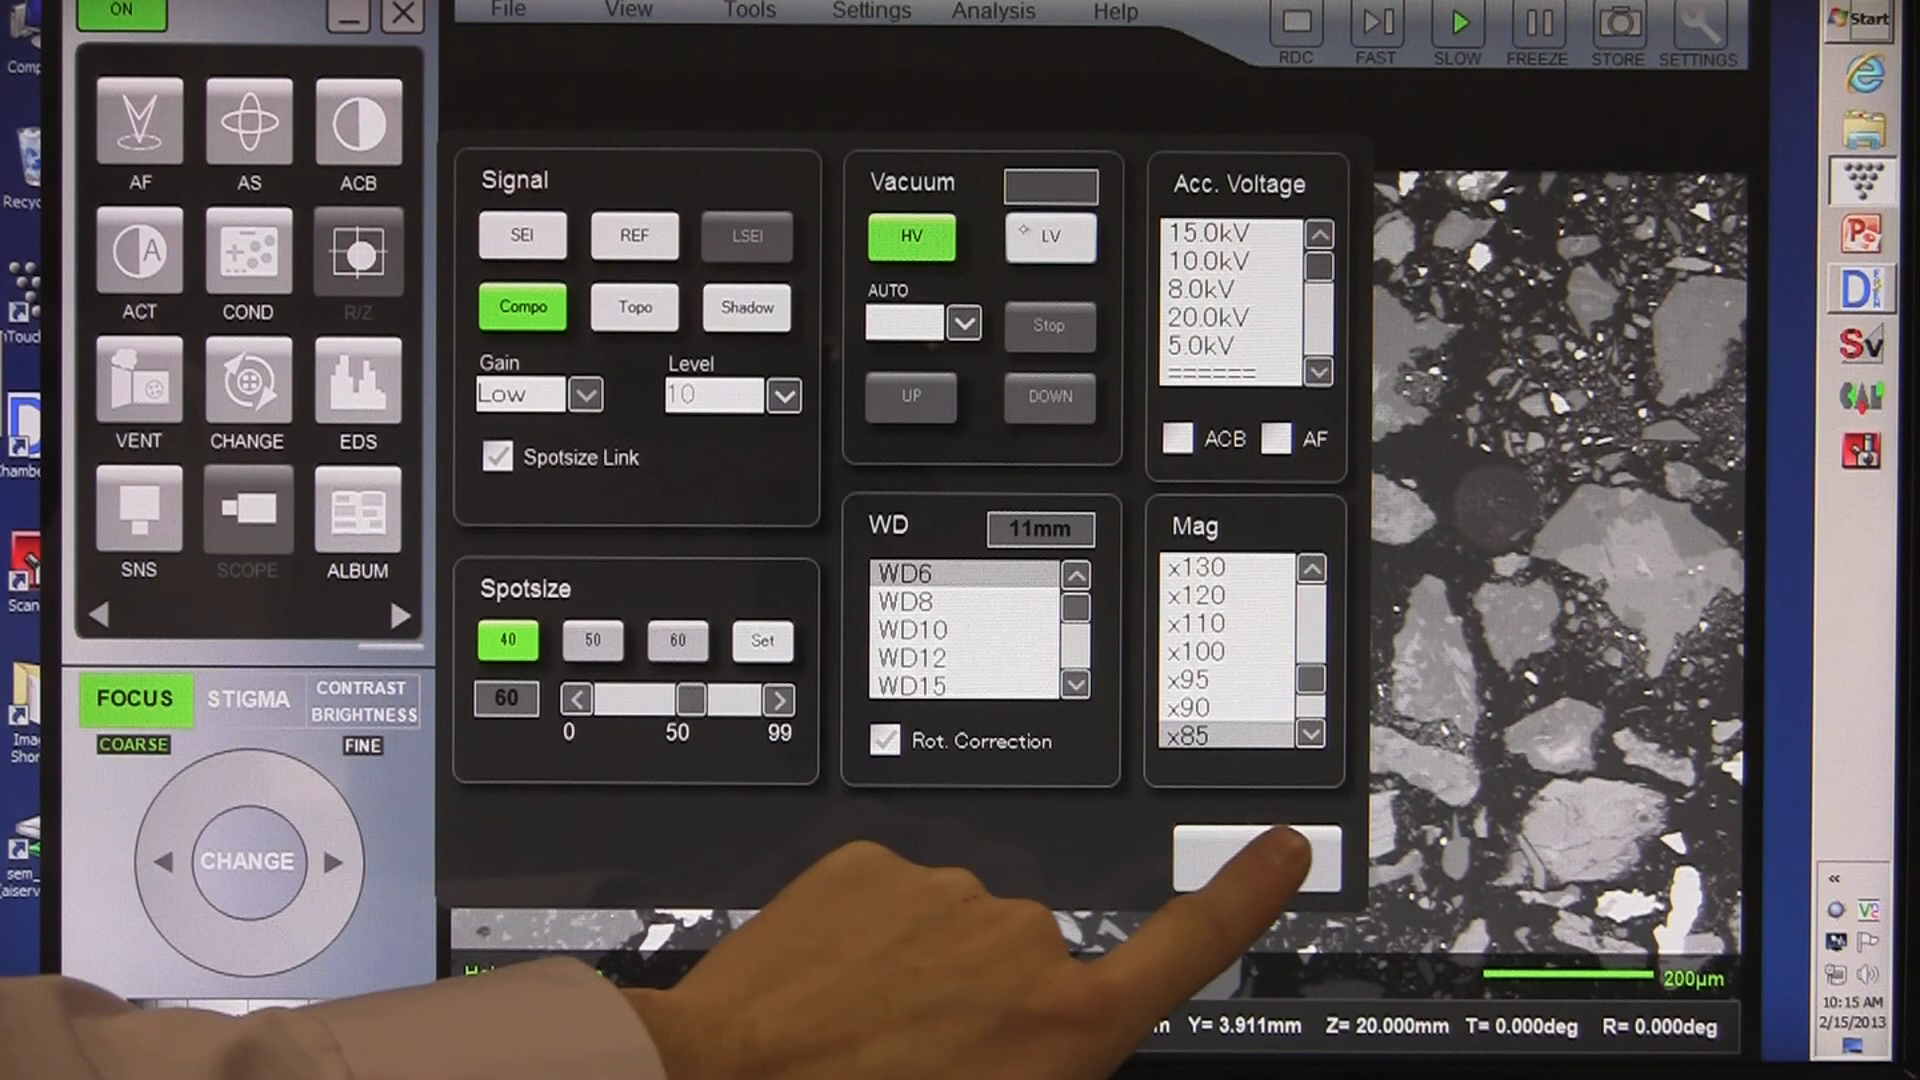 ON
File View Tools Settings Analysis Help
RDC FAST SLOW FREEZE STORE SETTINGS
AF AS ACB
ACT COND R/Z
VENT CHANGE EDS
SNS SCOPE ALBUM
FOCUS STIGMA CONTRAST
BRIGHTNESS
COARSE FINE
CHANGE
Signal
SEI REF LSEI
Compo Topo Shadow
Gain Level
Low 10
Spotsize Link
Spotsize
40 50 60 Set
60
0 50 99
Vacuum
HV LV
AUTO
Stop
UP DOWN
WD 11mm
WD6
WD8
WD10
WD12
WD15
Rot. Correction
Acc. Voltage
15.0kV
10.0kV
8.0kV
20.0kV
5.0kV
======
ACB AF
Mag
x130
x120
x110
x100
x95
x90
x85
200µm
Y= 3.911mm Z= 20.000mm T= 0.000deg R= 0.000deg
Start
10:15 AM
2/15/2013